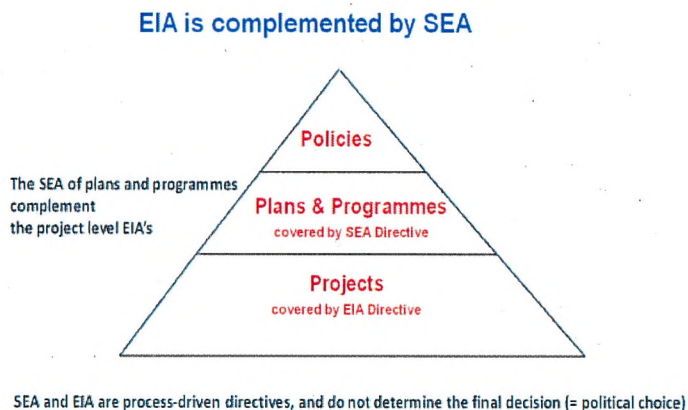 EIA is complemented by SEA
Policies
The SEA of plans and programmes
complement
the project level EIA's
Plans & Programmes
covered by SEA Directive
Projects
covered by EIA Directive
SEA and EIA are process-driven directives, and do not determine the final decision (= political choice)